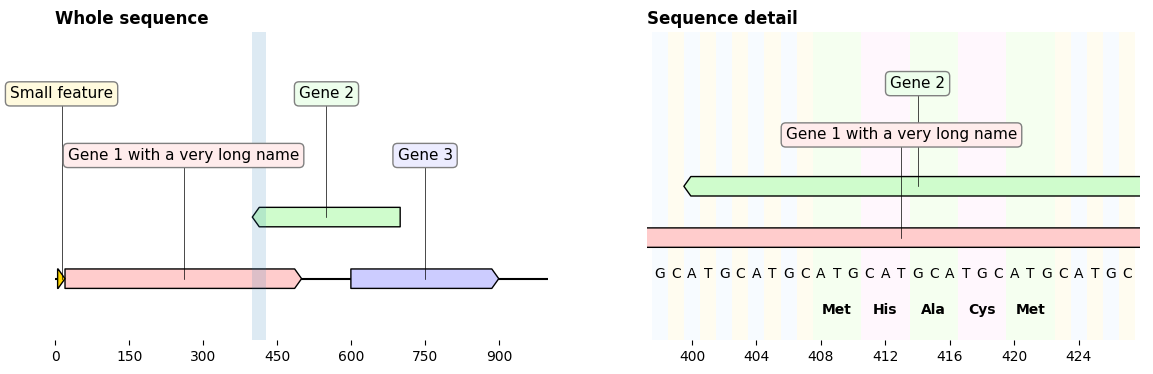 Whole sequence
Small feature
Gene 2
Gene 1 with a very long name
Gene 3
0 150 300 450 600 750 900
Sequence detail
Gene 2
Gene 1 with a very long name
G C A T G C A T G C A T G C A T G C A T G C A T G C A T G C
Met His Ala Cys Met
400 404 408 412 416 420 424